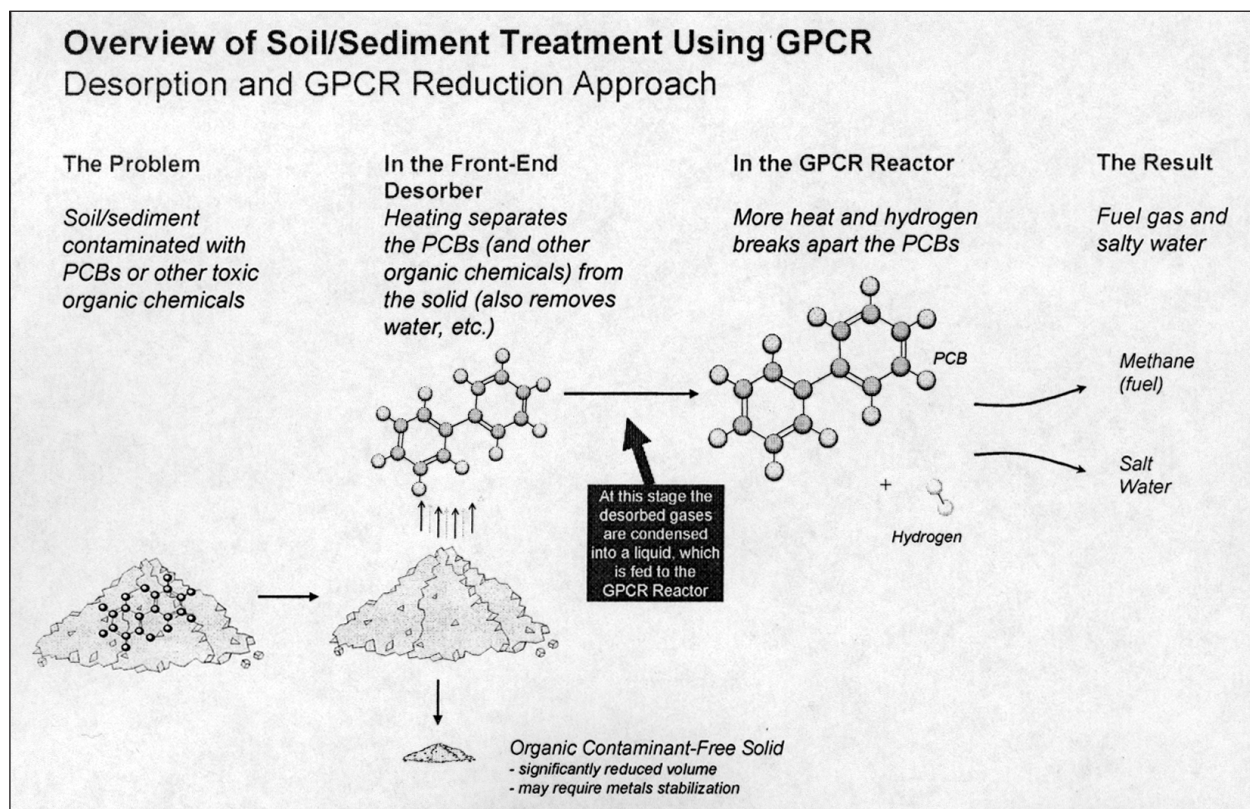 Overview of Soil/Sediment Treatment Using GPCR
Desorption and GPCR Reduction Approach
The Problem
Soil/sediment
contaminated with
PCBs or other toxic
organic chemicals
In the Front-End
Desorber
Heating separates
the PCBs (and other
organic chemicals) from
the solid (also removes
water, etc.)
In the GPCR Reactor
More heat and hydrogen
breaks apart the PCBs
The Result
Fuel gas and
salty water
PCB
Methane
(fuel)
Salt
Water
+
Hydrogen
At this stage the
desorbed gases
are condensed
into a liquid, which
is fed to the
GPCR Reactor
Organic Contaminant-Free Solid
- significantly reduced volume
- may require metals stabilization